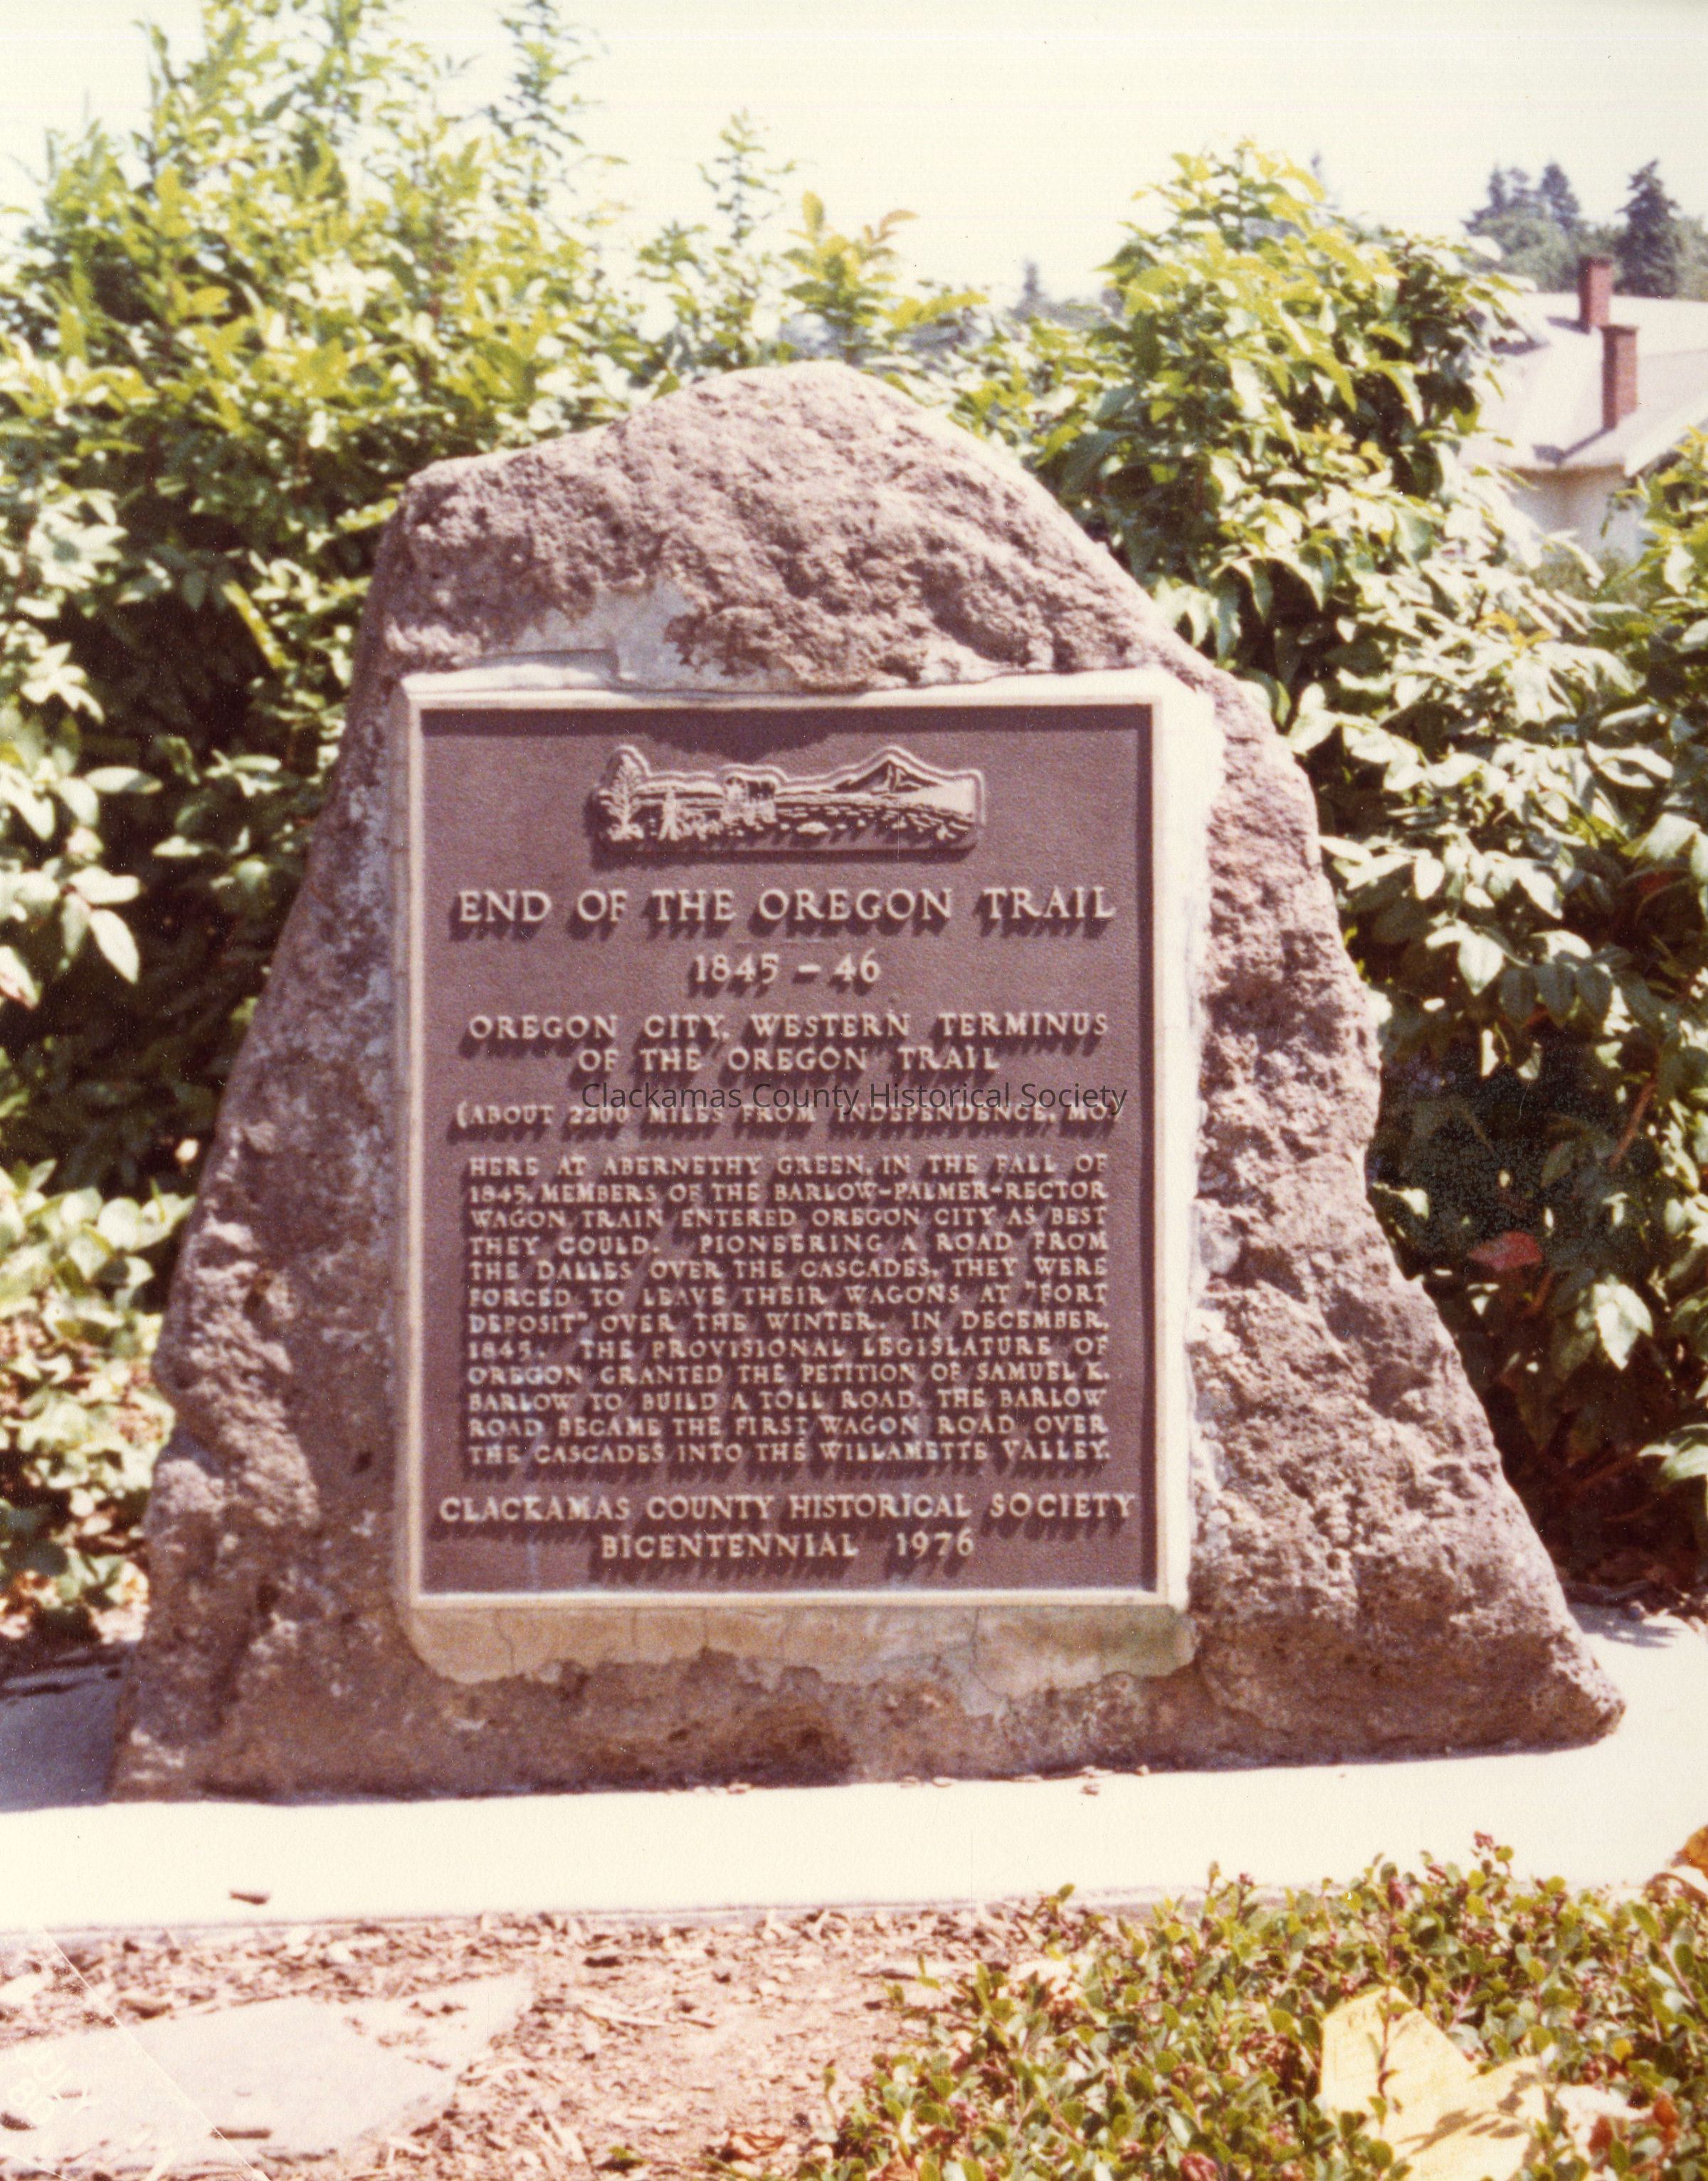 END OF THE OREGON TRAIL
1845 - 46
OREGON CITY, WESTERN TERMINUS
OF THE OREGON TRAIL
Clackamas County Historical Society
(ABOUT 2200 MILES FROM INDEPENDENCE, MO)
HERE AT ABERNETHY GREEN, IN THE FALL OF
1845, MEMBERS OF THE BARLOW-PALMER-RECTOR
WAGON TRAIN ENTERED OREGON CITY AS BEST
THEY COULD. PIONEERING A ROAD FROM
THE DALLES OVER THE CASCADES, THEY WERE
FORCED TO LEAVE THEIR WAGONS AT "FORT
DEPOSIT" OVER THE WINTER. IN DECEMBER,
1845, THE PROVISIONAL LEGISLATURE OF
OREGON GRANTED THE PETITION OF SAMUEL K.
BARLOW TO BUILD A TOLL ROAD. THE BARLOW
ROAD BECAME THE FIRST WAGON ROAD OVER
THE CASCADES INTO THE WILLAMETTE VALLEY.
CLACKAMAS COUNTY HISTORICAL SOCIETY
BICENTENNIAL 1976